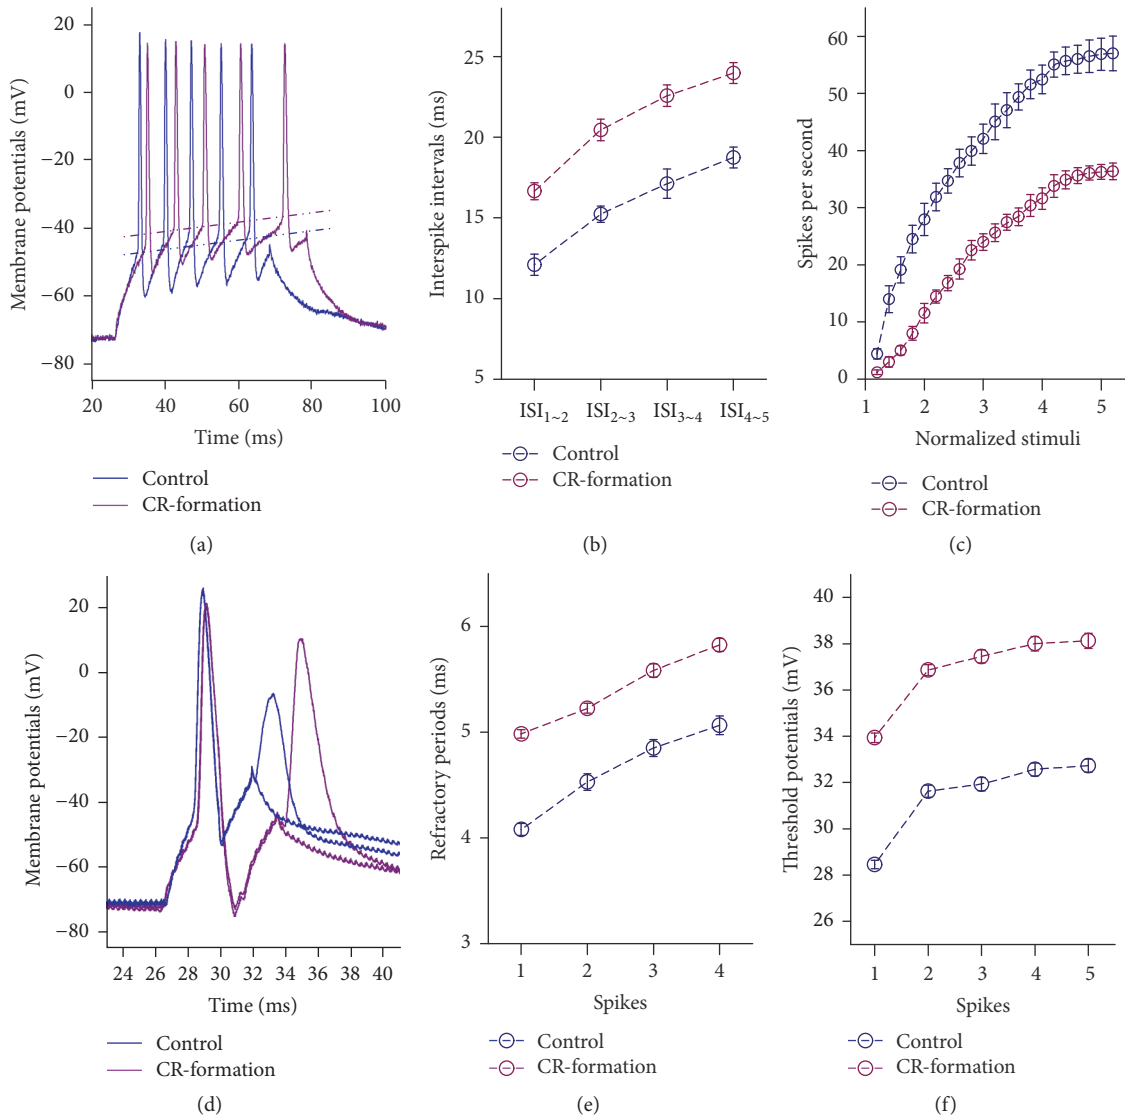 Membrane potentials (mV)
20
0
−20
−40
−60
−80
20 40 60 80 100
Time (ms)
Control
CR-formation
(a)
Interspike intervals (ms)
25
20
15
10
5
ISI1~2 ISI2~3 ISI3~4 ISI4~5
Control
CR-formation
(b)
Spikes per second
60
50
40
30
20
10
0
1 2 3 4 5
Normalized stimuli
Control
CR-formation
(c)
Membrane potentials (mV)
20
0
−20
−40
−60
−80
24 26 28 30 32 34 36 38 40
Time (ms)
Control
CR-formation
(d)
Refractory periods (ms)
6
5
4
3
1 2 3 4
Spikes
Control
CR-formation
(e)
Threshold potentials (mV)
40
38
36
34
32
30
28
26
1 2 3 4 5
Spikes
Control
CR-formation
(f)